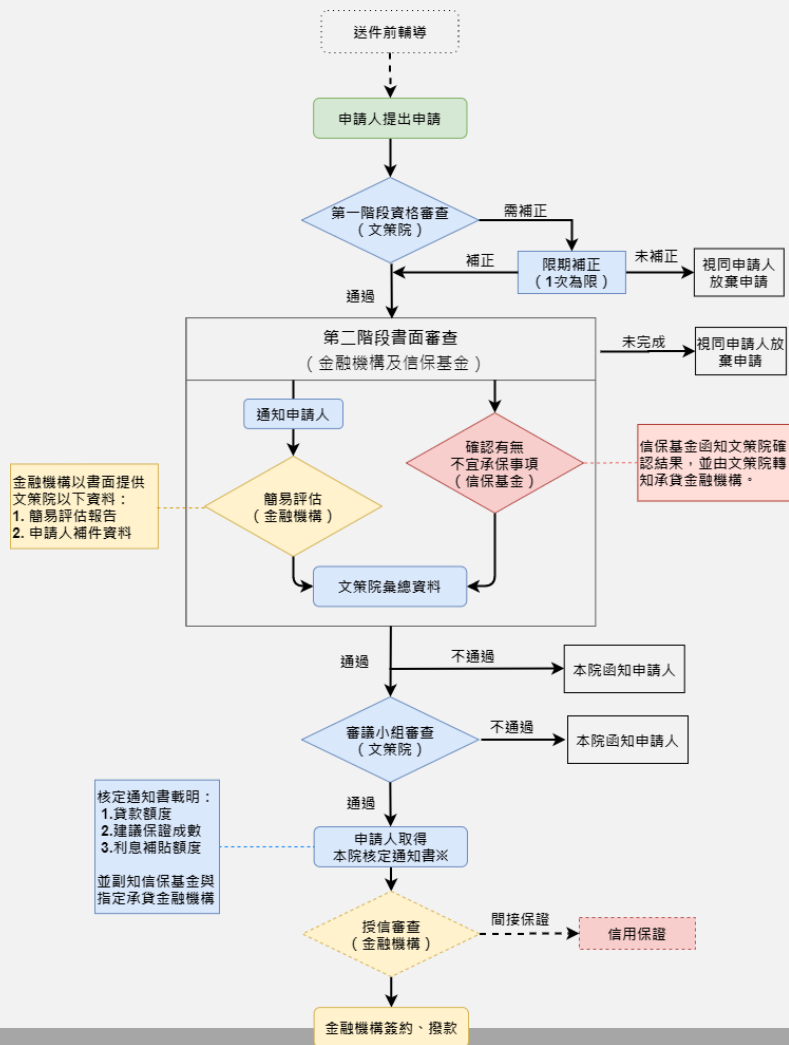 送件前輔導
申請人提出申請
第一階段資格審查
（文策院）
需補正
限期補正
（1次為限）
補正
未補正
視同申請人
放棄申請
通過
第二階段書面審查
（金融機構及信保基金）
未完成
視同申請人放
棄申請
通知申請人
簡易評估
（金融機構）
確認有無
不宜承保事項
（信保基金）
金融機構以書面提供
文策院以下資料：
1. 簡易評估報告
2. 申請人補件資料
信保基金函知文策院確
認結果，並由文策院轉
知承貸金融機構。
文策院彙總資料
通過
不通過
本院函知申請人
審議小組審查
（文策院）
不通過
本院函知申請人
通過
核定通知書載明：
1.貸款額度
2.建議保證成數
3.利息補貼額度
並副知信保基金與
指定承貸金融機構
申請人取得
本院核定通知書※
授信審查
（金融機構）
間接保證
信用保證
金融機構簽約、撥款